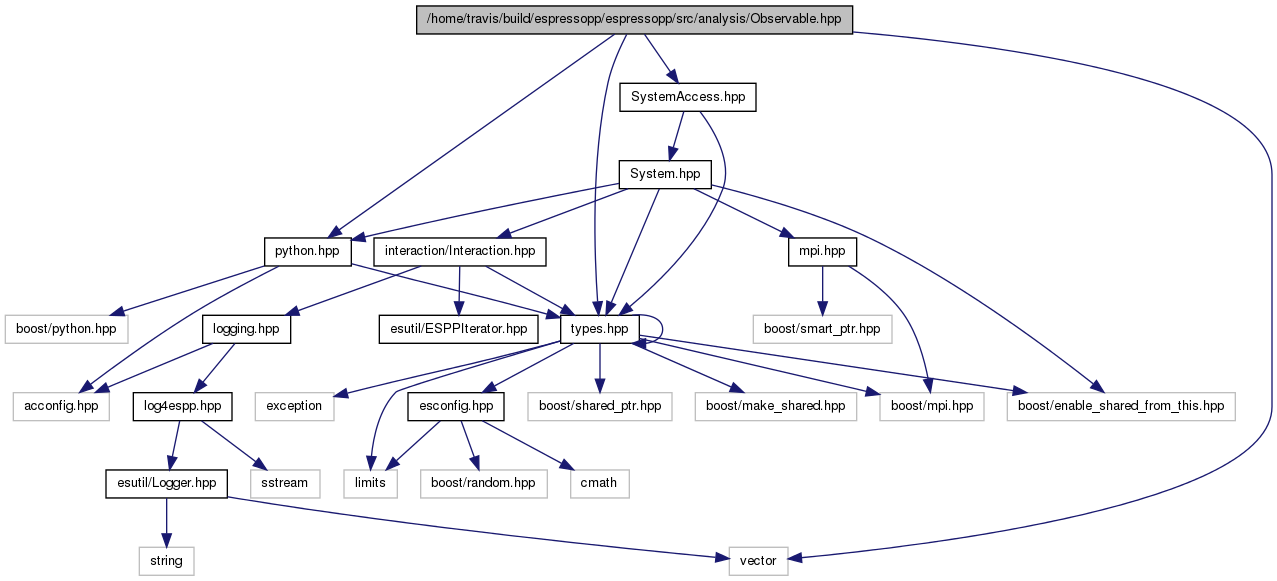 /home/travis/build/espressopp/espressopp/src/analysis/Observable.hpp
SystemAccess.hpp
System.hpp
python.hpp
interaction/Interaction.hpp
mpi.hpp
boost/python.hpp
logging.hpp
esutil/ESPPIterator.hpp
types.hpp
boost/smart_ptr.hpp
acconfig.hpp
log4espp.hpp
exception
esconfig.hpp
boost/shared_ptr.hpp
boost/make_shared.hpp
boost/mpi.hpp
boost/enable_shared_from_this.hpp
esutil/Logger.hpp
sstream
limits
boost/random.hpp
cmath
string
vector